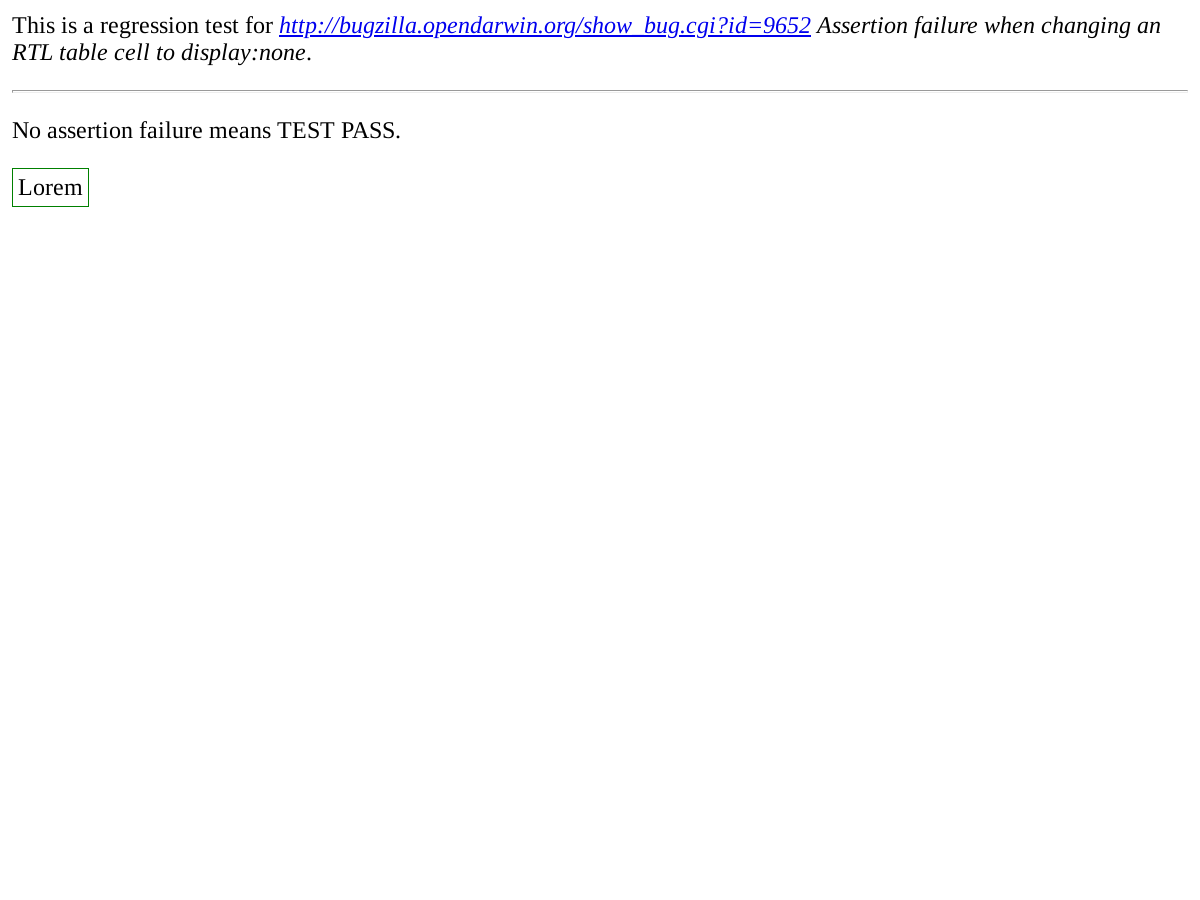 This is a regression test for http://bugzilla.opendarwin.org/show_bug.cgi?id=9652 Assertion failure when changing an
RTL table cell to display:none.
No assertion failure means TEST PASS.
Lorem